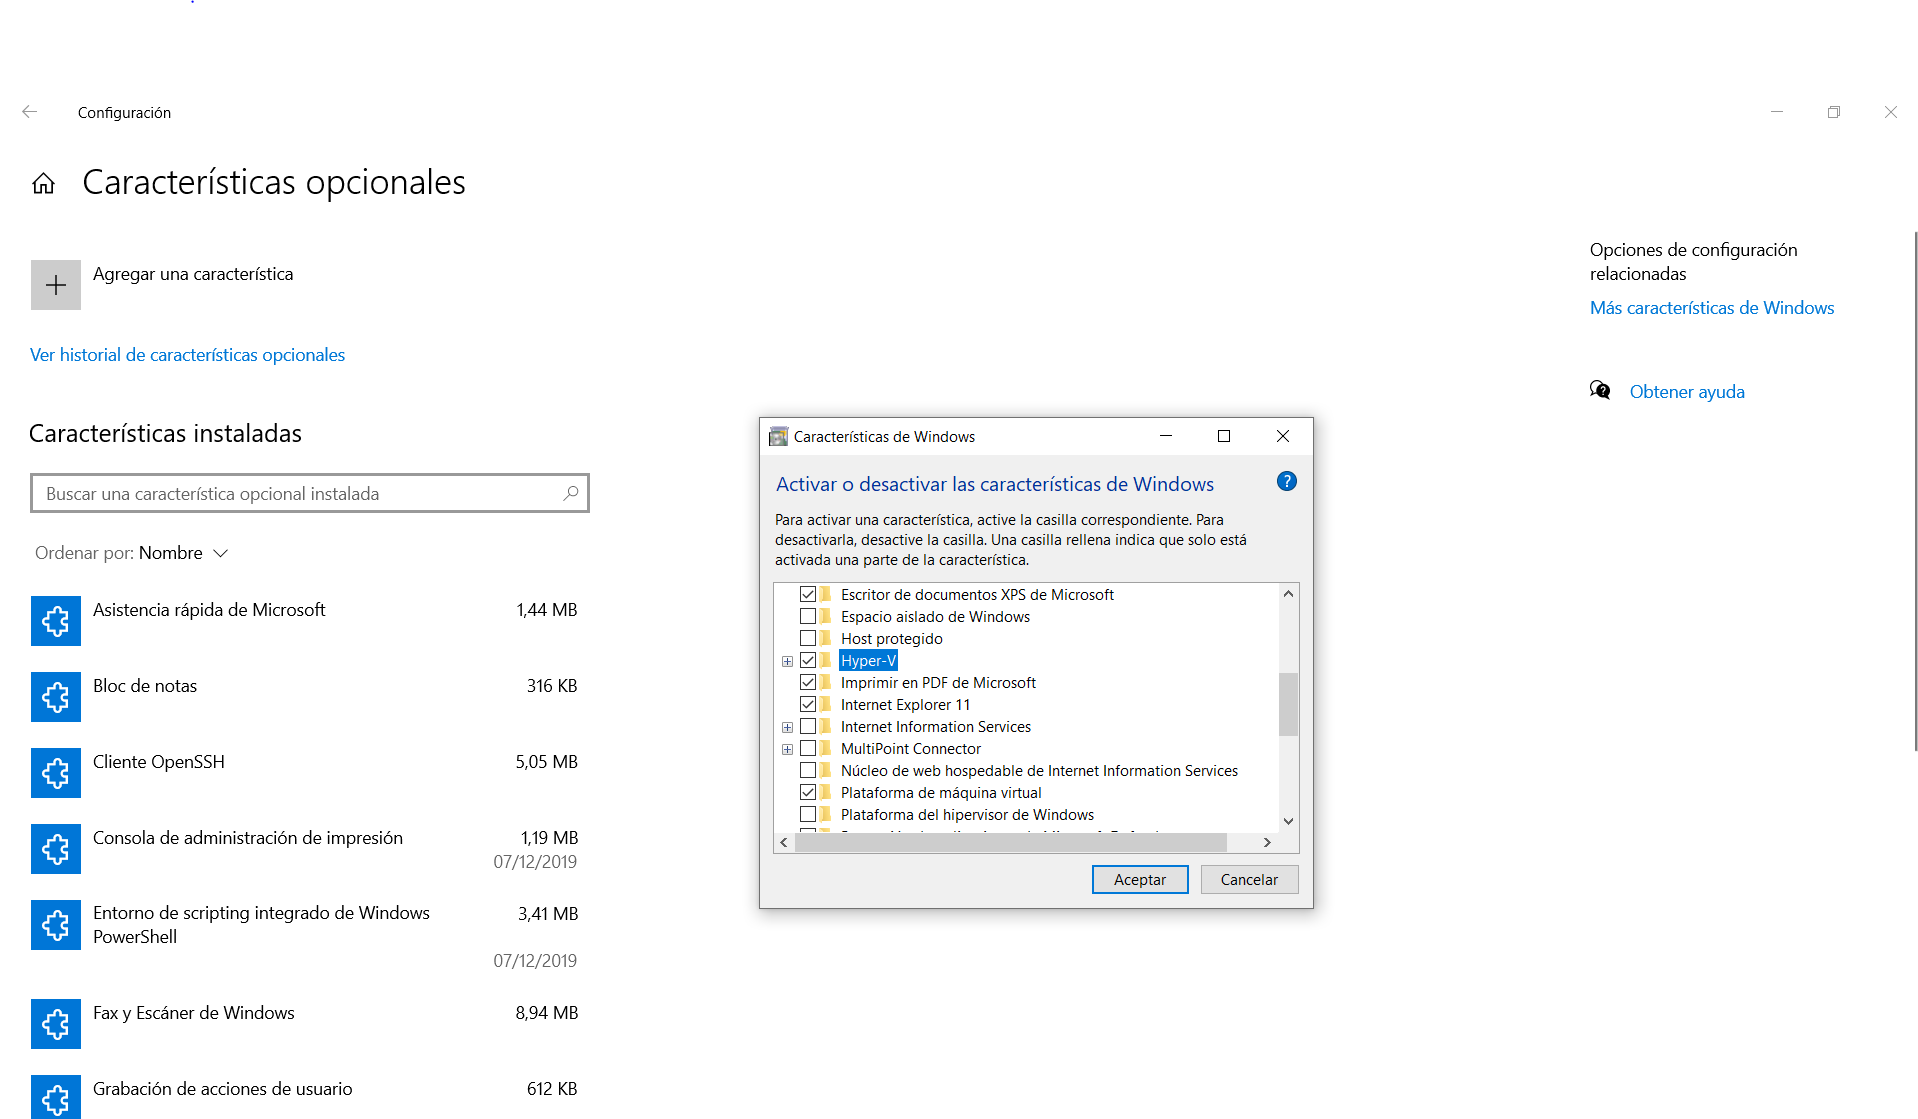 Configuración
Características opcionales
Agregar una característica
Ver historial de características opcionales
Características instaladas
Buscar una característica opcional instalada
Ordenar por: Nombre
Asistencia rápida de Microsoft 1,44 MB
Bloc de notas 316 KB
Cliente OpenSSH 5,05 MB
Consola de administración de impresión 1,19 MB
07/12/2019
Entorno de scripting integrado de Windows 3,41 MB
PowerShell
07/12/2019
Fax y Escáner de Windows 8,94 MB
Grabación de acciones de usuario 612 KB
Opciones de configuración
relacionadas
Más características de Windows
Obtener ayuda
Características de Windows
Activar o desactivar las características de Windows
Para activar una característica, active la casilla correspondiente. Para
desactivarla, desactive la casilla. Una casilla rellena indica que solo está
activada una parte de la característica.
Escritor de documentos XPS de Microsoft
Espacio aislado de Windows
Host protegido
Hyper-V
Imprimir en PDF de Microsoft
Internet Explorer 11
Internet Information Services
MultiPoint Connector
Núcleo de web hospedable de Internet Information Services
Plataforma de máquina virtual
Plataforma del hipervisor de Windows
Aceptar
Cancelar